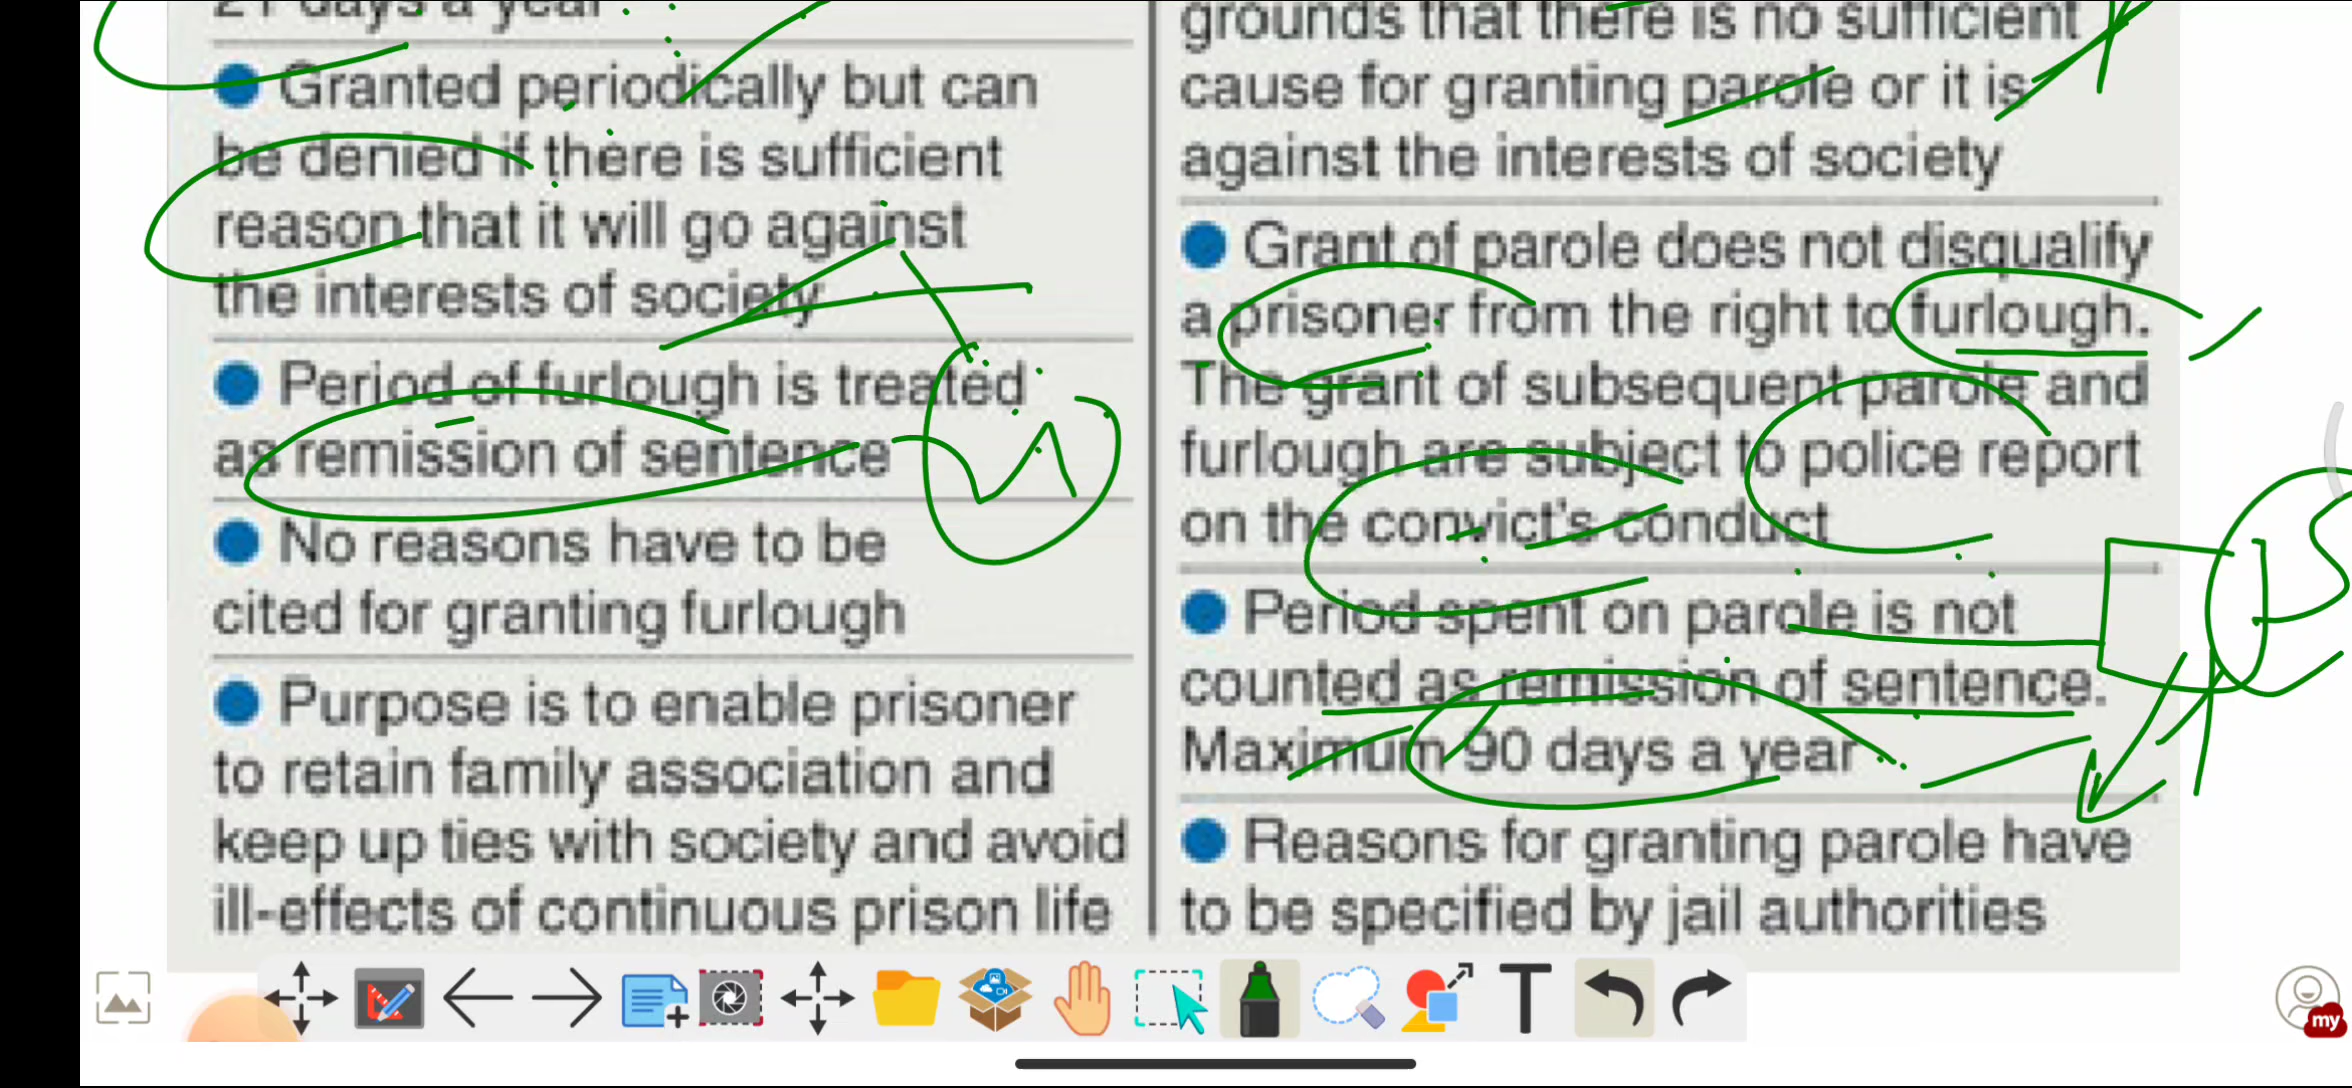 21 days a year
Granted periodically but can
be denied if there is sufficient
reason that it will go against
the interests of society
Period of furlough is treated
as remission of sentence
No reasons have to be
cited for granting furlough
Purpose is to enable prisoner
to retain family association and
keep up ties with society and avoid
ill-effects of continuous prison life
grounds that there is no sufficient
cause for granting parole or it is
against the interests of society
Grant of parole does not disqualify
a prisoner from the right to furlough.
The grant of subsequent parole and
furlough are subject to police report
on the convict's conduct
Period spent on parole is not
counted as remission of sentence.
Maximum 90 days a year
Reasons for granting parole have
to be specified by jail authorities
T
my